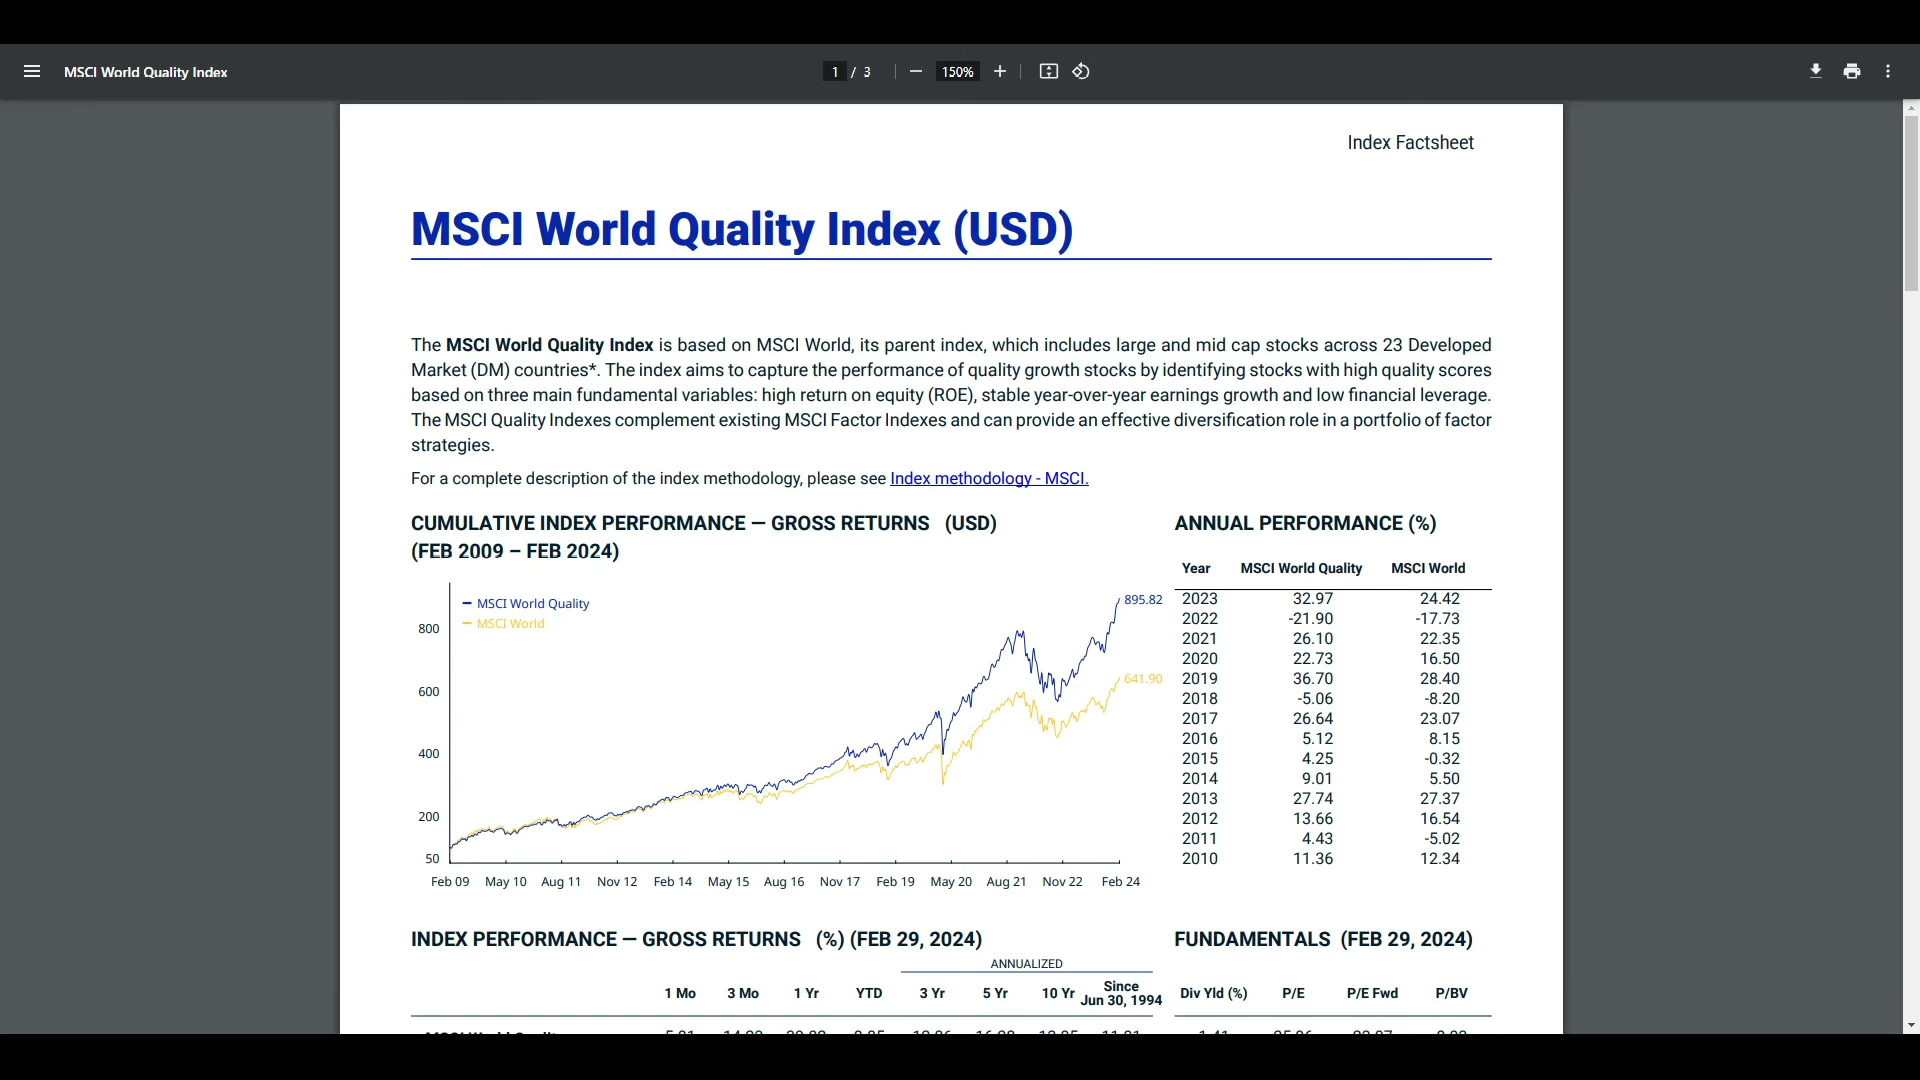 MSCI World Quality Index
1 / 3
150%
Index Factsheet
MSCI World Quality Index (USD)
The MSCI World Quality Index is based on MSCI World, its parent index, which includes large and mid cap stocks across 23 Developed
Market (DM) countries*. The index aims to capture the performance of quality growth stocks by identifying stocks with high quality scores
based on three main fundamental variables: high return on equity (ROE), stable year-over-year earnings growth and low financial leverage.
The MSCI Quality Indexes complement existing MSCI Factor Indexes and can provide an effective diversification role in a portfolio of factor
strategies.
For a complete description of the index methodology, please see Index methodology - MSCI.
CUMULATIVE INDEX PERFORMANCE — GROSS RETURNS (USD)
(FEB 2009 – FEB 2024)
MSCI World Quality
MSCI World
895.82
641.90
800
600
400
200
50
Feb 09 May 10 Aug 11 Nov 12 Feb 14 May 15 Aug 16 Nov 17 Feb 19 May 20 Aug 21 Nov 22 Feb 24
ANNUAL PERFORMANCE (%)
Year MSCI World Quality MSCI World
2023 32.97 24.42
2022 -21.90 -17.73
2021 26.10 22.35
2020 22.73 16.50
2019 36.70 28.40
2018 -5.06 -8.20
2017 26.64 23.07
2016 5.12 8.15
2015 4.25 -0.32
2014 9.01 5.50
2013 27.74 27.37
2012 13.66 16.54
2011 4.43 -5.02
2010 11.36 12.34
INDEX PERFORMANCE — GROSS RETURNS (%) (FEB 29, 2024)
ANNUALIZED
1 Mo 3 Mo 1 Yr YTD 3 Yr 5 Yr 10 Yr Since
Jun 30, 1994
FUNDAMENTALS (FEB 29, 2024)
Div Yld (%) P/E P/E Fwd P/BV